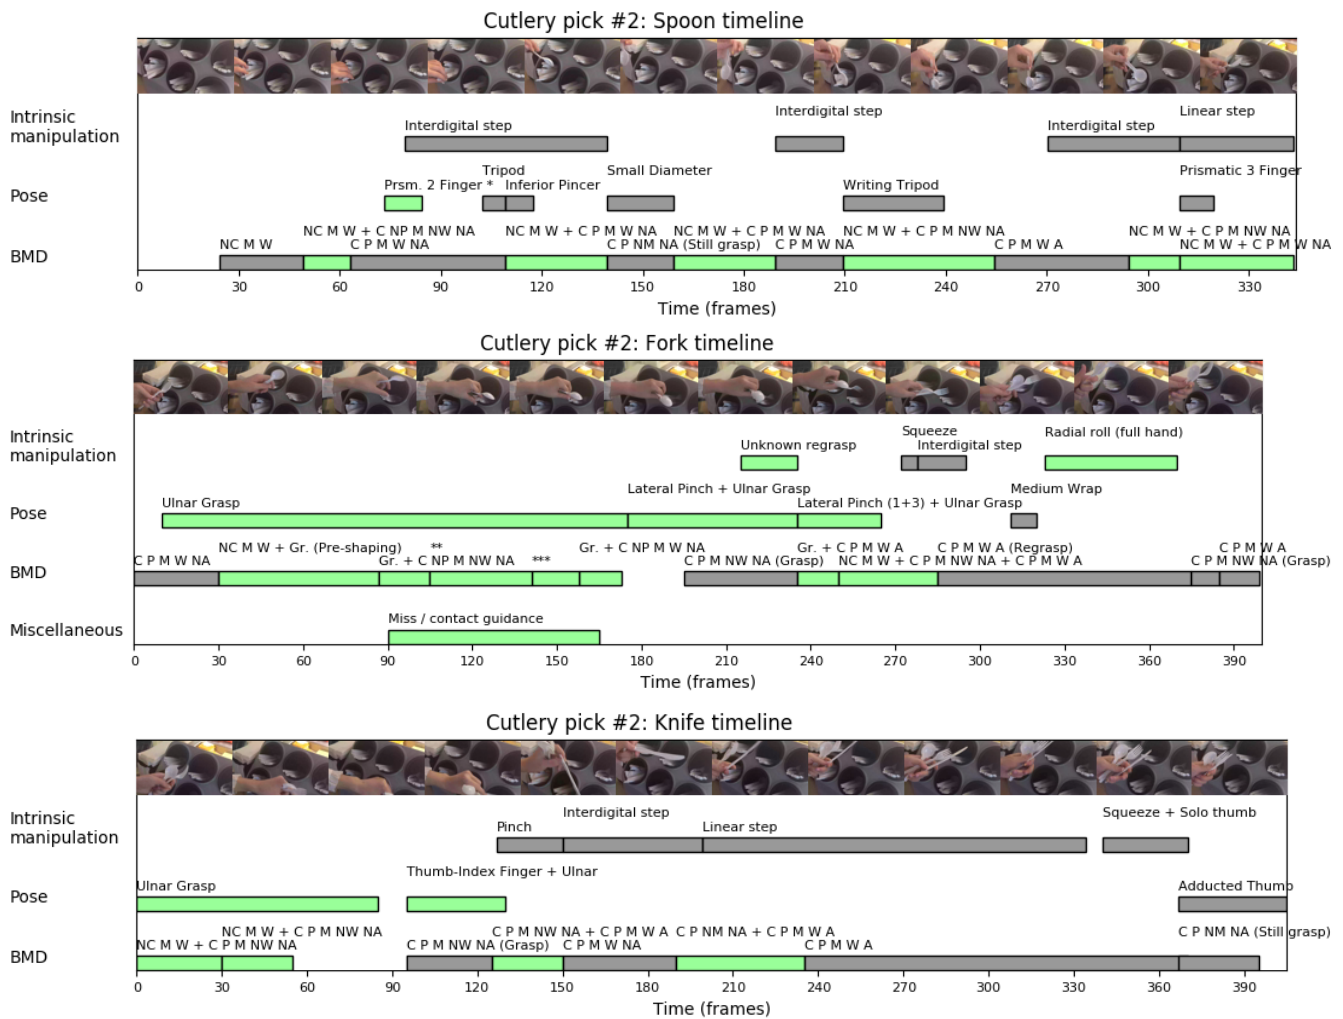 Cutlery pick #2: Spoon timeline
Intrinsic
manipulation
Interdigital step
Interdigital step
Interdigital step
Linear step
Pose
Prsm. 2 Finger *
Tripod
Inferior Pincer
Small Diameter
Writing Tripod
Prismatic 3 Finger
BMD
NC M W
NC M W + C NP M NW NA
C P M W NA
NC M W + C P M W NA
C P NM NA (Still grasp)
NC M W + C P M W NA
C P M W NA
NC M W + C P M NW NA
C P M W A
NC M W + C P M NW NA
NC M W + C P M W NA
0 30 60 90 120 150 180 210 240 270 300 330
Time (frames)
Cutlery pick #2: Fork timeline
Intrinsic
manipulation
Unknown regrasp
Squeeze
Interdigital step
Radial roll (full hand)
Pose
Ulnar Grasp
Lateral Pinch + Ulnar Grasp
Lateral Pinch (1+3) + Ulnar Grasp
Medium Wrap
BMD
C P M W NA
NC M W + Gr. (Pre-shaping)
Gr. + C NP M NW NA
**
***
Gr. + C NP M W NA
C P M NW NA (Grasp)
Gr. + C P M W A
NC M W + C P M NW NA + C P M W A
C P M W A (Regrasp)
C P M NW NA (Grasp)
C P M W A
Miscellaneous
Miss / contact guidance
0 30 60 90 120 150 180 210 240 270 300 330 360 390
Time (frames)
Cutlery pick #2: Knife timeline
Intrinsic
manipulation
Pinch
Interdigital step
Linear step
Squeeze + Solo thumb
Pose
Ulnar Grasp
Thumb-Index Finger + Ulnar
Adducted Thumb
BMD
NC M W + C P M NW NA
NC M W + C P M NW NA
C P M NW NA (Grasp)
C P M NW NA + C P M W A
C P M W NA
C P NM NA + C P M W A
C P M W A
C P NM NA (Still grasp)
0 30 60 90 120 150 180 210 240 270 300 330 360 390
Time (frames)